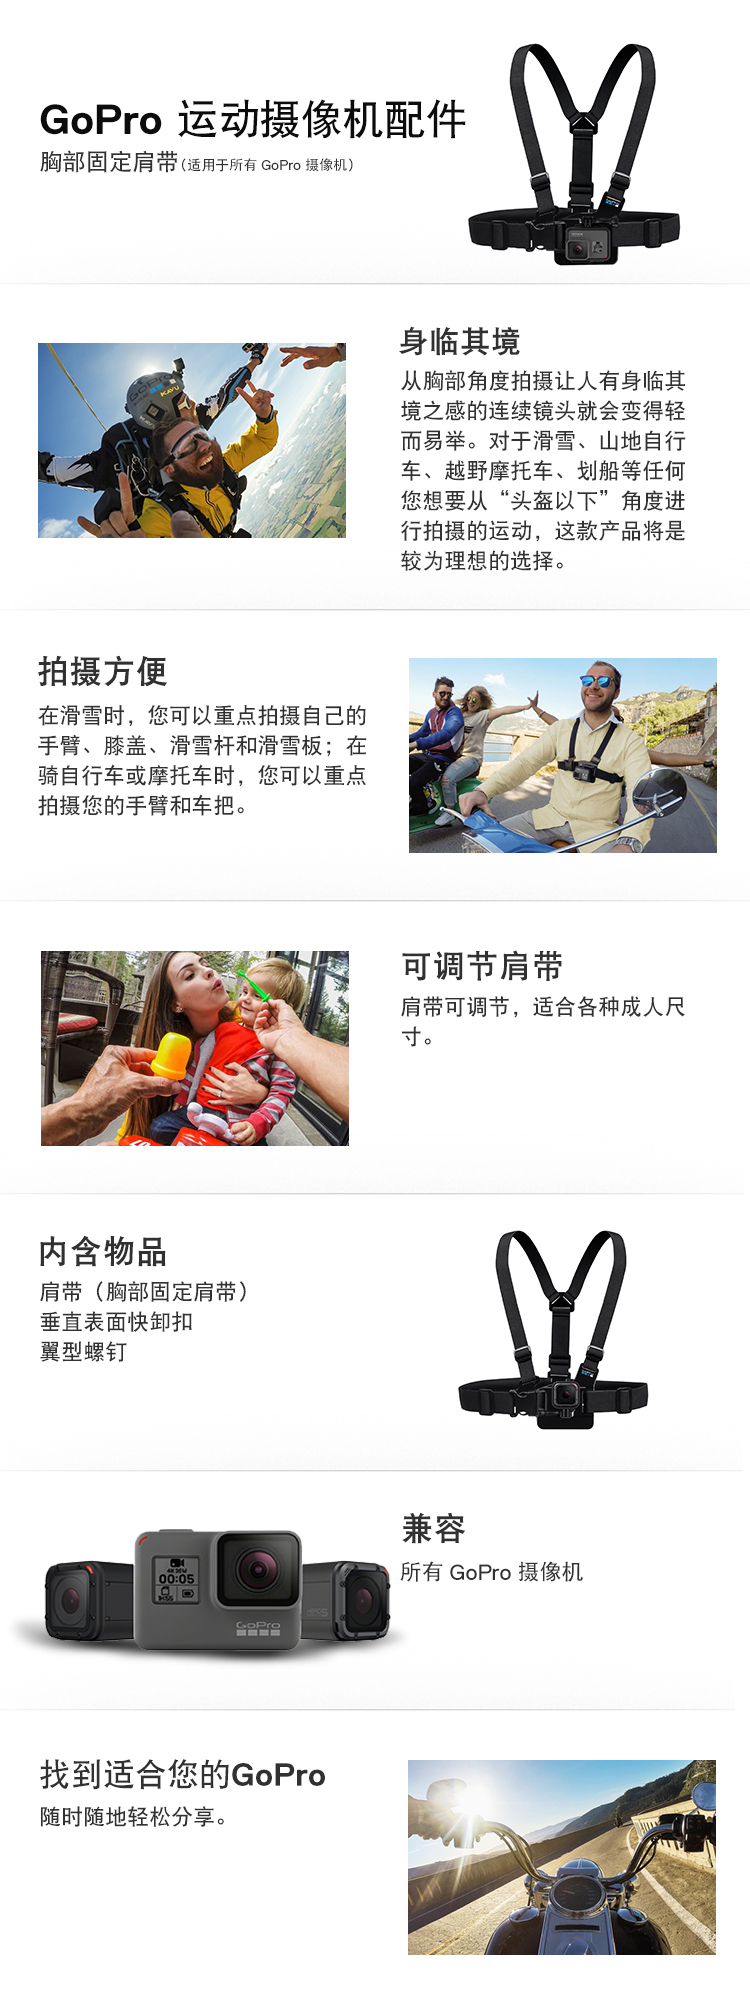 GoPro 运动摄像机配件
胸部固定肩带(适用于所有 GoPro 摄像机)
身临其境
从胸部角度拍摄让人有身临其
境之感的连续镜头就会变得轻
而易举。对于滑雪、山地自行
车、越野摩托车、划船等任何
您想要从“头盔以下”角度进
行拍摄的运动，这款产品将是
较为理想的选择。
GoPro
KAYU
拍摄方便
在滑雪时，您可以重点拍摄自己的
手臂、膝盖、滑雪杆和滑雪板；在
骑自行车或摩托车时，您可以重点
拍摄您的手臂和车把。
可调节肩带
肩带可调节，适合各种成人尺
寸。
内含物品
肩带（胸部固定肩带）
垂直表面快卸扣
翼型螺钉
兼容
所有 GoPro 摄像机
00:05
GoPro
找到适合您的GoPro
随时随地轻松分享。